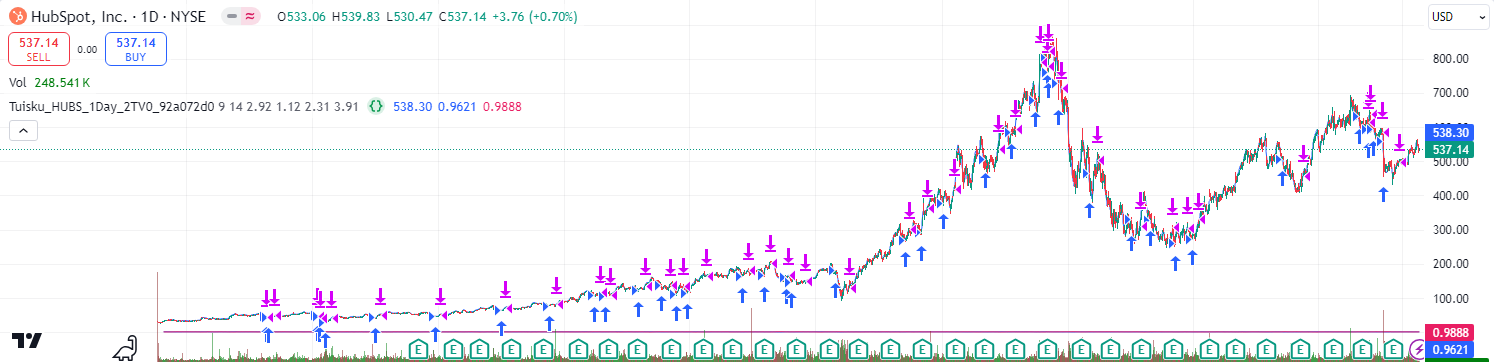 HubSpot, Inc. · 1D · NYSE O533.06 H539.83 L530.47 C537.14 +3.76 (+0.70%)
USD
537.14 SELL 0.00 537.14 BUY
Vol 248.541 K
Tuisku_HUBS_1Day_2TV0_92a072d0 9 14 2.92 1.12 2.31 3.91 {} 538.30 0.9621 0.9888
800.00
700.00
538.30
537.14
500.00
400.00
300.00
200.00
100.00
0.9888
0.9621
E E E E E E E E E E E E E E E E E E E E E E E E E E E E E E E